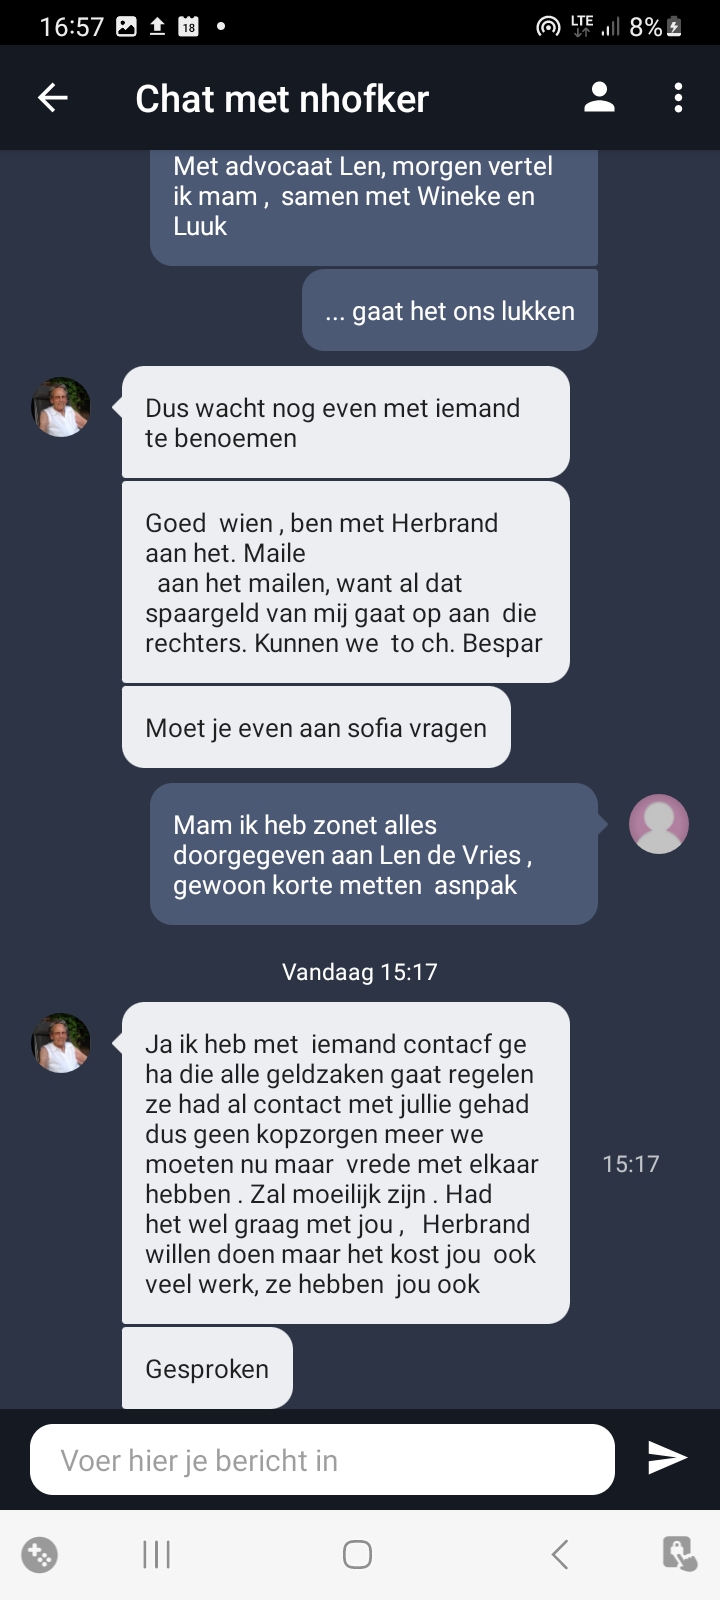 16:57
18
LTE
8%
Chat met nhofker
Met advocaat Len, morgen vertel
ik mam , samen met Wineke en
Luuk
... gaat het ons lukken
Dus wacht nog even met iemand
te benoemen
Goed wien , ben met Herbrand
aan het. Maile
aan het mailen, want al dat
spaargeld van mij gaat op aan die
rechters. Kunnen we to ch. Bespar
Moet je even aan sofia vragen
Mam ik heb zonet alles
doorgegeven aan Len de Vries ,
gewoon korte metten asnpak
Vandaag 15:17
Ja ik heb met iemand contacf ge
ha die alle geldzaken gaat regelen
ze had al contact met jullie gehad
dus geen kopzorgen meer we
moeten nu maar vrede met elkaar
hebben . Zal moeilijk zijn . Had
het wel graag met jou , Herbrand
willen doen maar het kost jou ook
veel werk, ze hebben jou ook
15:17
Gesproken
Voer hier je bericht in